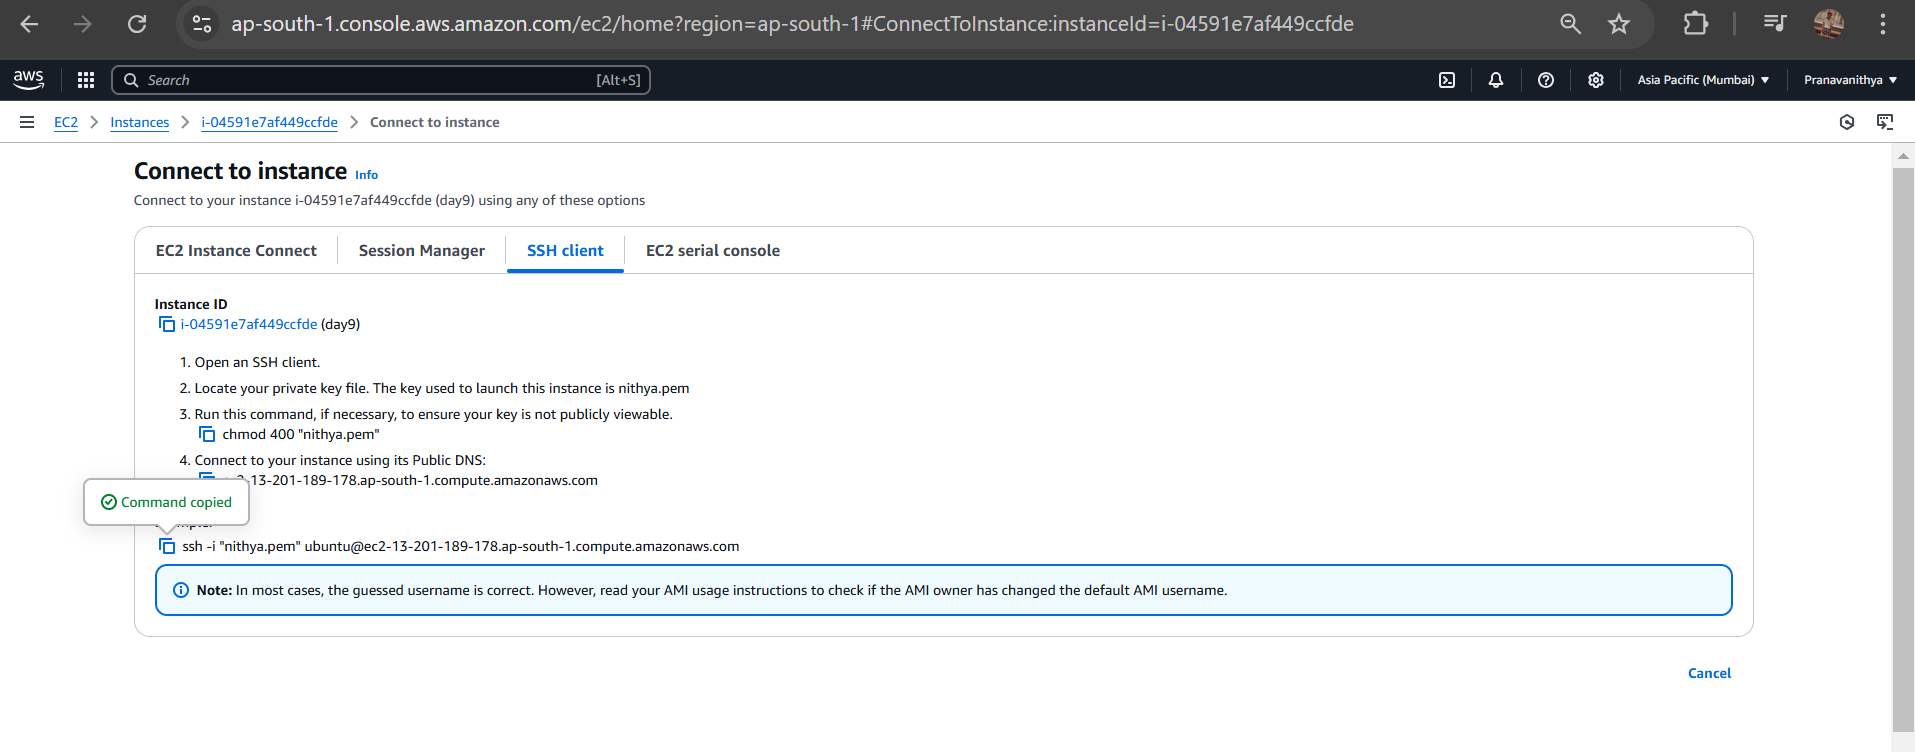 ap-south-1.console.aws.amazon.com/ec2/home?region=ap-south-1#ConnectToInstance:instanceId=i-04591e7af449ccfde
aws Search [Alt+S] Asia Pacific (Mumbai) Pranavanithya
EC2 Instances i-04591e7af449ccfde Connect to instance
Connect to instance Info
Connect to your instance i-04591e7af449ccfde (day9) using any of these options
EC2 Instance Connect Session Manager SSH client EC2 serial console
Instance ID
i-04591e7af449ccfde (day9)
1. Open an SSH client.
2. Locate your private key file. The key used to launch this instance is nithya.pem
3. Run this command, if necessary, to ensure your key is not publicly viewable.
chmod 400 "nithya.pem"
4. Connect to your instance using its Public DNS:
-13-201-189-178.ap-south-1.compute.amazonaws.com
Command copied
ssh -i "nithya.pem" ubuntu@ec2-13-201-189-178.ap-south-1.compute.amazonaws.com
Note: In most cases, the guessed username is correct. However, read your AMI usage instructions to check if the AMI owner has changed the default AMI username.
Cancel